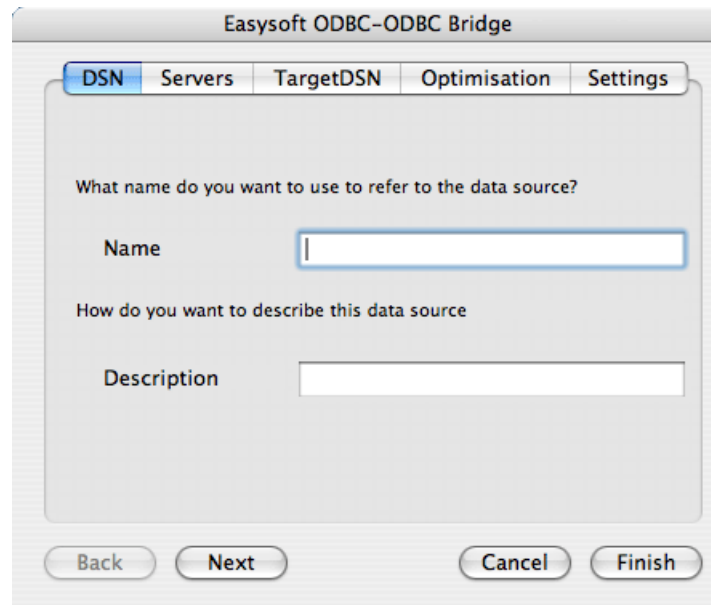 Easysoft ODBC-ODBC Bridge
DSN Servers TargetDSN Optimisation Settings
What name do you want to use to refer to the data source?
Name
How do you want to describe this data source
Description
Back Next Cancel Finish